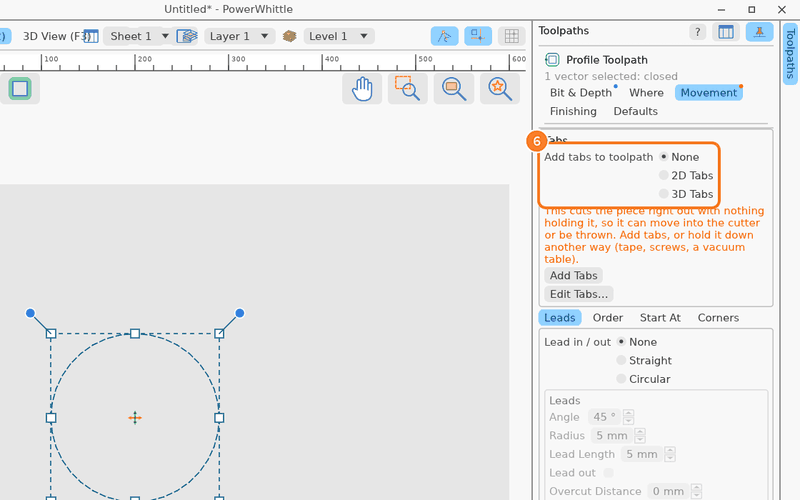 Untitled* - PowerWhittle
2)
3D View (F3)
Sheet 1
Layer 1
Level 1
100
200
300
400
500
600
Toolpaths
?
Toolpaths
Profile Toolpath
1 vector selected: closed
Bit & Depth
Where
Movement
Finishing
Defaults
6
Tabs
Add tabs to toolpath
None
2D Tabs
3D Tabs
This cuts the piece right out with nothing
holding it, so it can move into the cutter
or be thrown. Add tabs, or hold it down
another way (tape, screws, a vacuum
table).
Add Tabs
Edit Tabs...
Leads
Order
Start At
Corners
Lead in / out
None
Straight
Circular
Leads
Angle
45 °
Radius
5 mm
Lead Length
5 mm
Lead out
Overcut Distance
0 mm